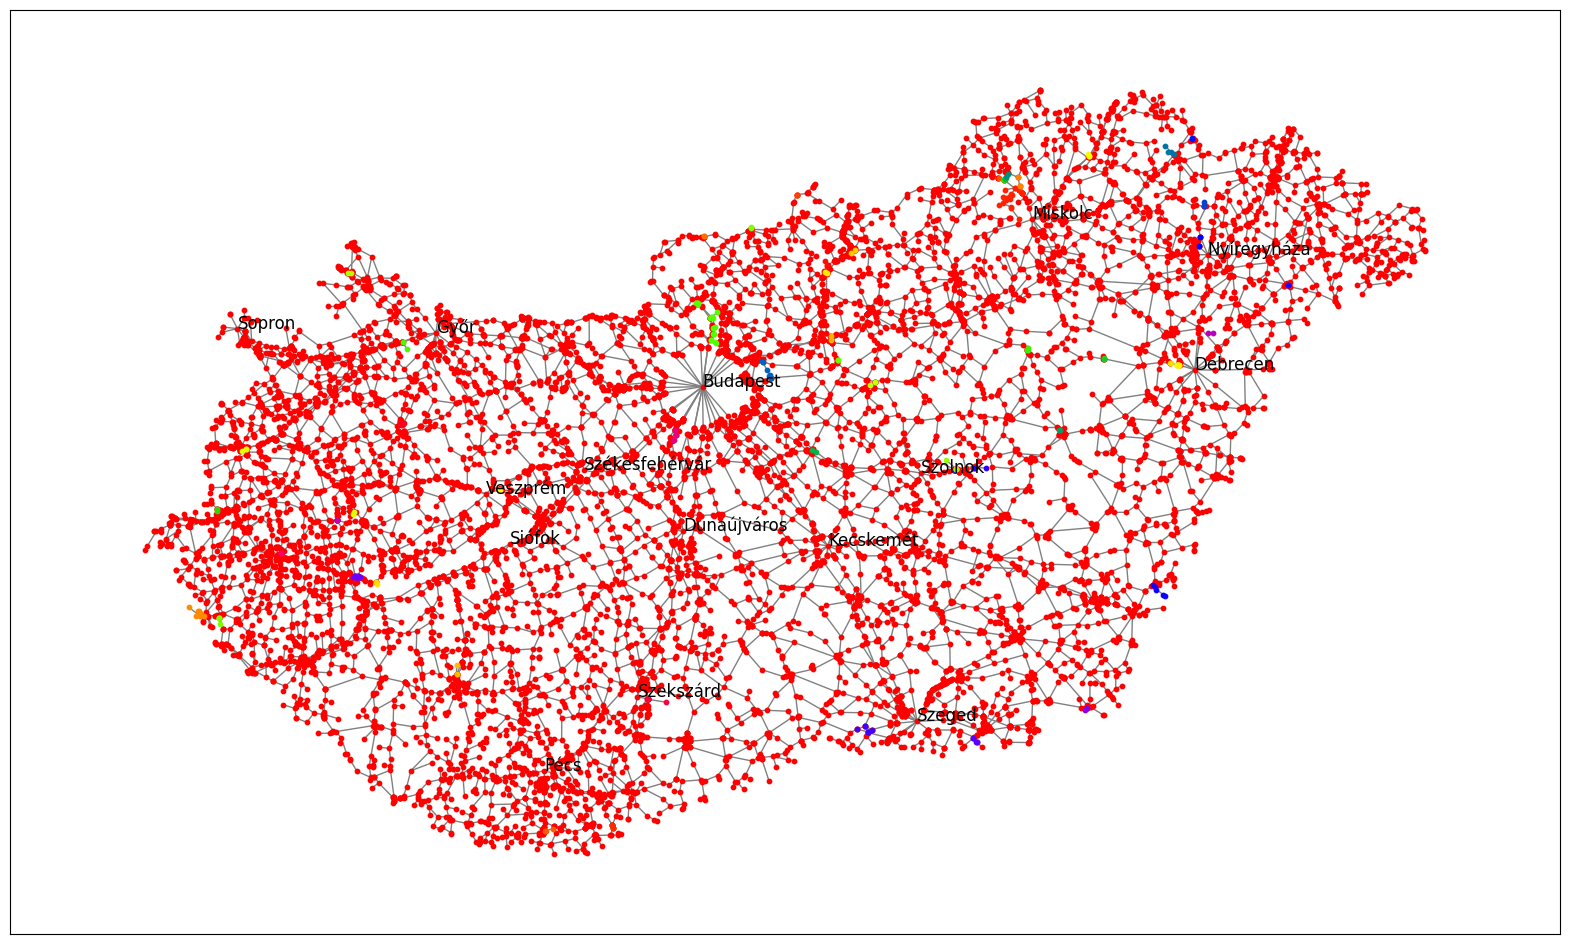 Miskolc
Nyíregyháza
Sopron
Győr
Debrecen
Budapest
Székesfehérvár
Szolnok
Veszprém
Dunaújváros
Siófok
Kecskemét
Szekszárd
Szeged
Pécs